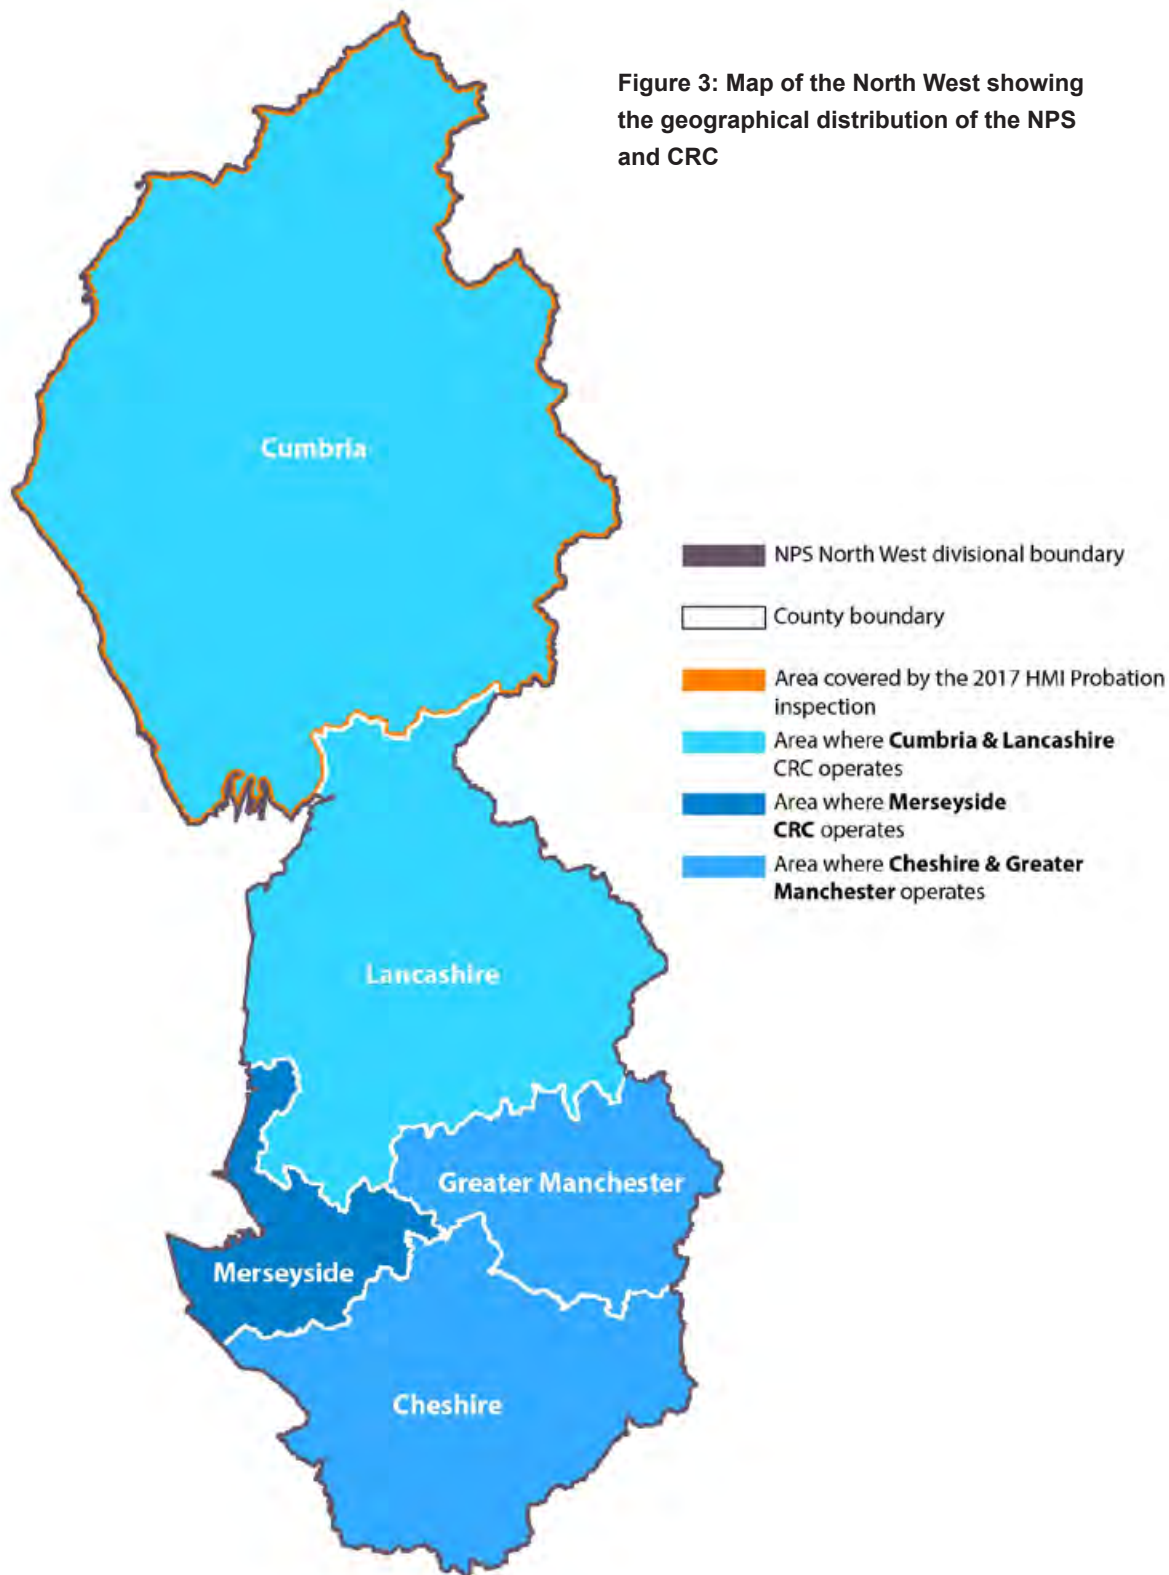 Figure 3: Map of the North West showing
the geographical distribution of the NPS
and CRC
Cumbria
NPS North West divisional boundary
County boundary
Area covered by the 2017 HMI Probation
inspection
Area where Cumbria & Lancashire
CRC operates
Area where Merseyside
CRC operates
Area where Cheshire & Greater
Manchester operates
Lancashire
Greater Manchester
Merseyside
Cheshire